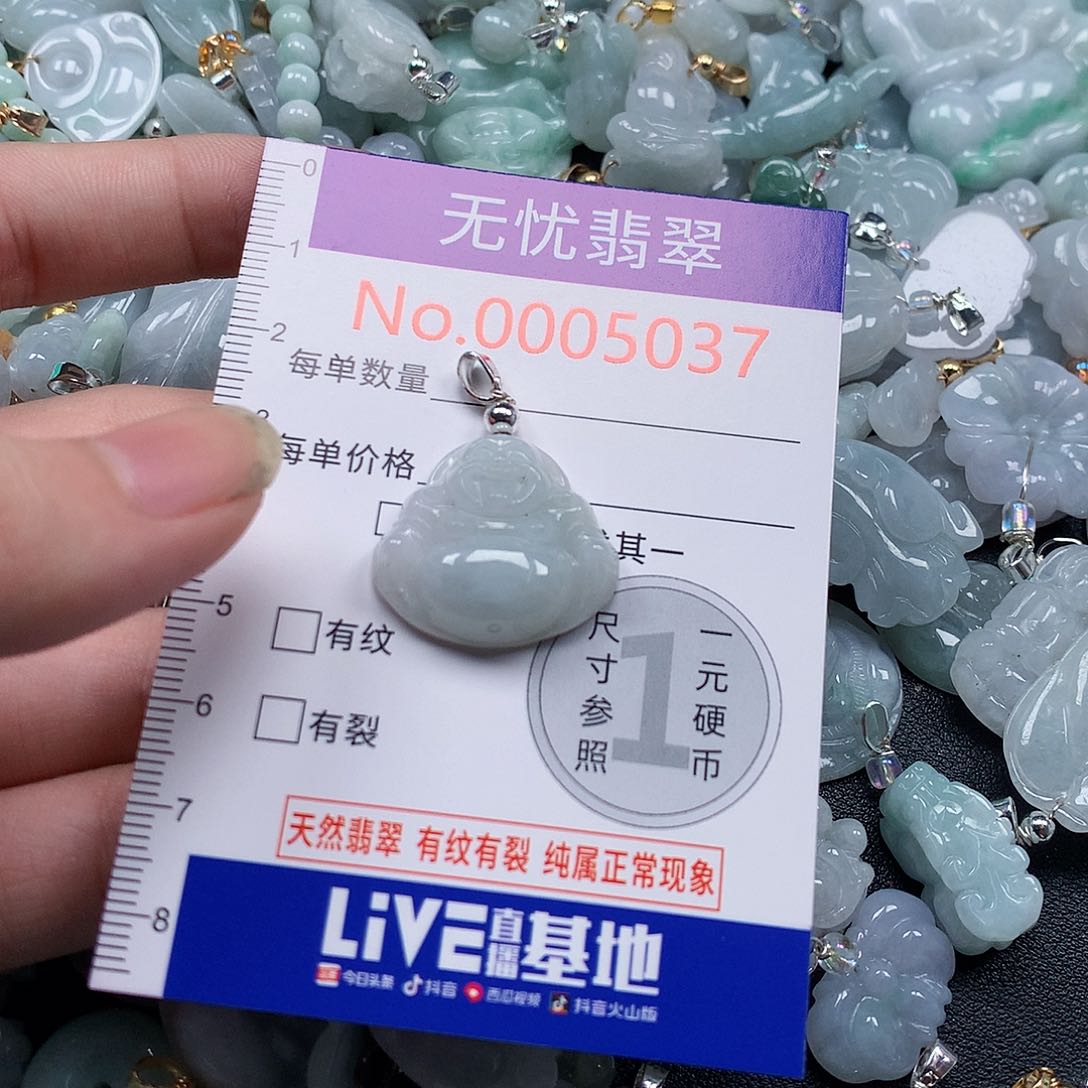 0
无忧翡翠
1
No.0005037
2
每单数量
3
每单价格
其一
5
有纹
6
有裂
尺寸参照
1
一元硬币
7
天然翡翠 有纹有裂 纯属正常现象
8
LiVE直播基地
今日头条 抖音 西瓜视频 抖音火山版